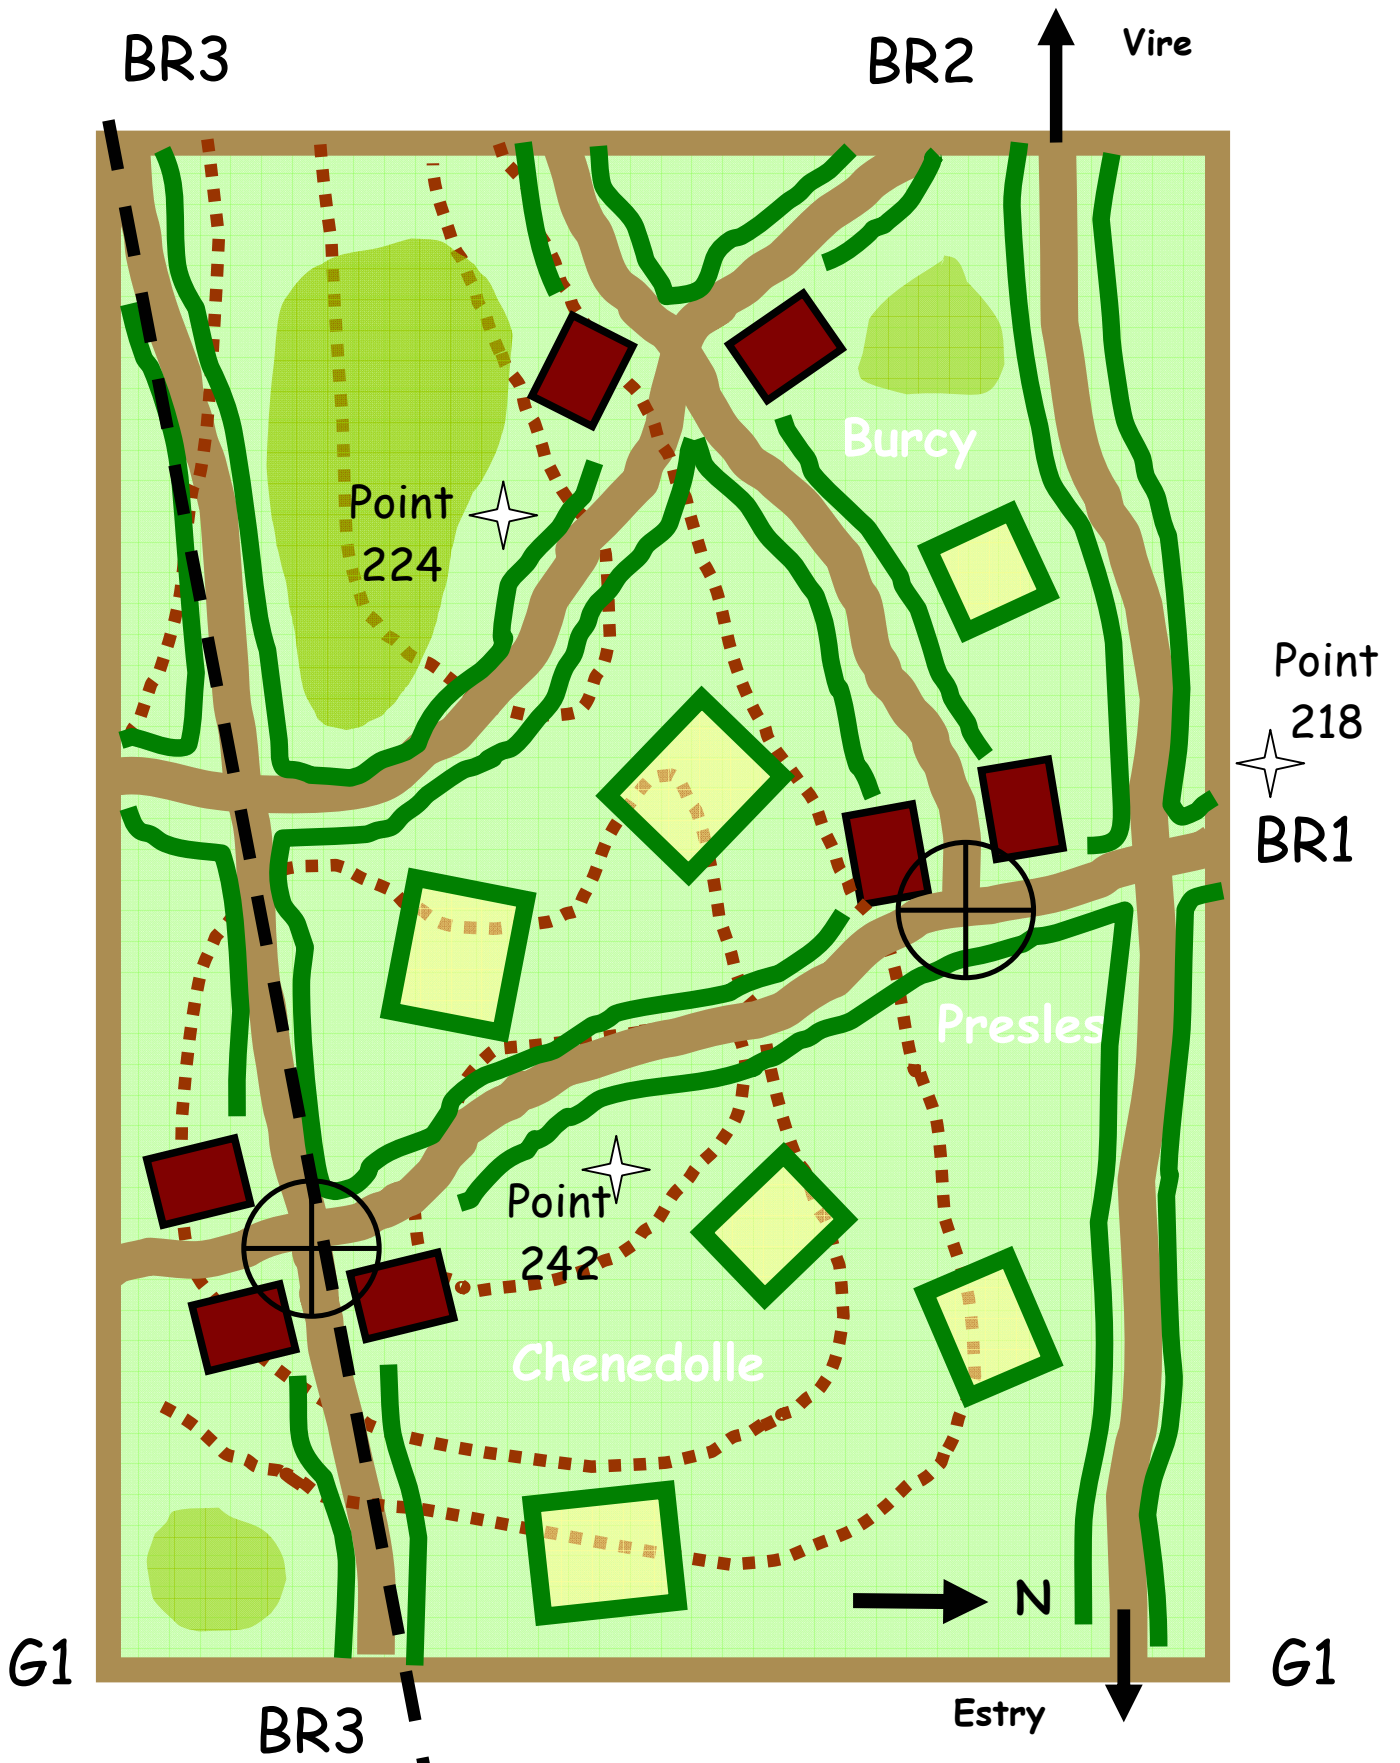 BR3
BR2
Vire
Burcy
Point
224
Point
218
BR1
Presles
Point
242
Chenedolle
N
G1
G1
Estry
BR3